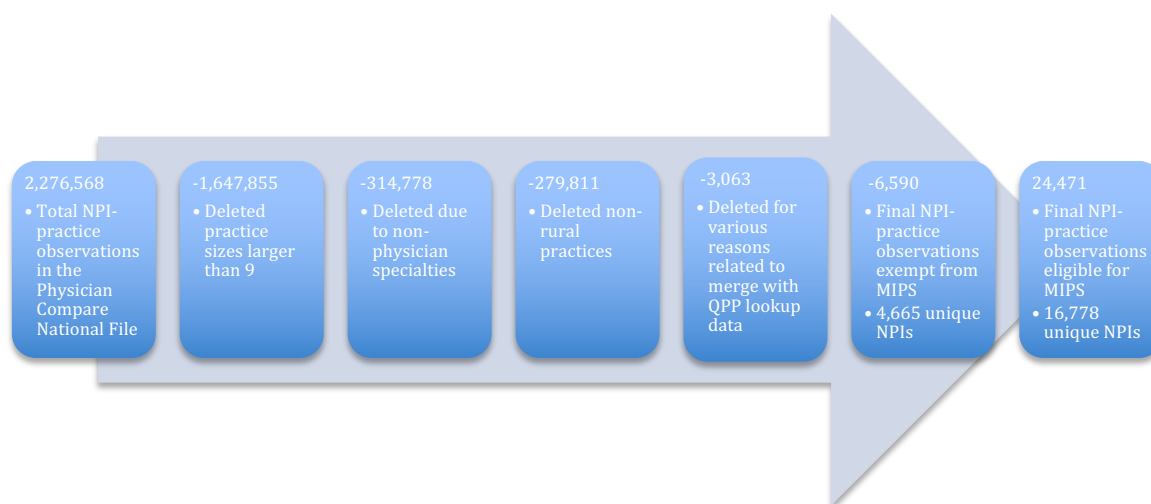 2,276,568
• Total NPI-
practice
observations
in the
Physician
Compare
National File
-1,647,855
• Deleted
practice
sizes larger
than 9
-314,778
• Deleted due
to non-
physician
specialties
-279,811
• Deleted non-
rural
practices
-3,063
• Deleted for
various
reasons
related to
merge with
QPP lookup
data
-6,590
• Final NPI-
practice
observations
exempt from
MIPS
• 4,665 unique
NPIs
24,471
• Final NPI-
practice
observations
eligible for
MIPS
• 16,778
unique NPIs